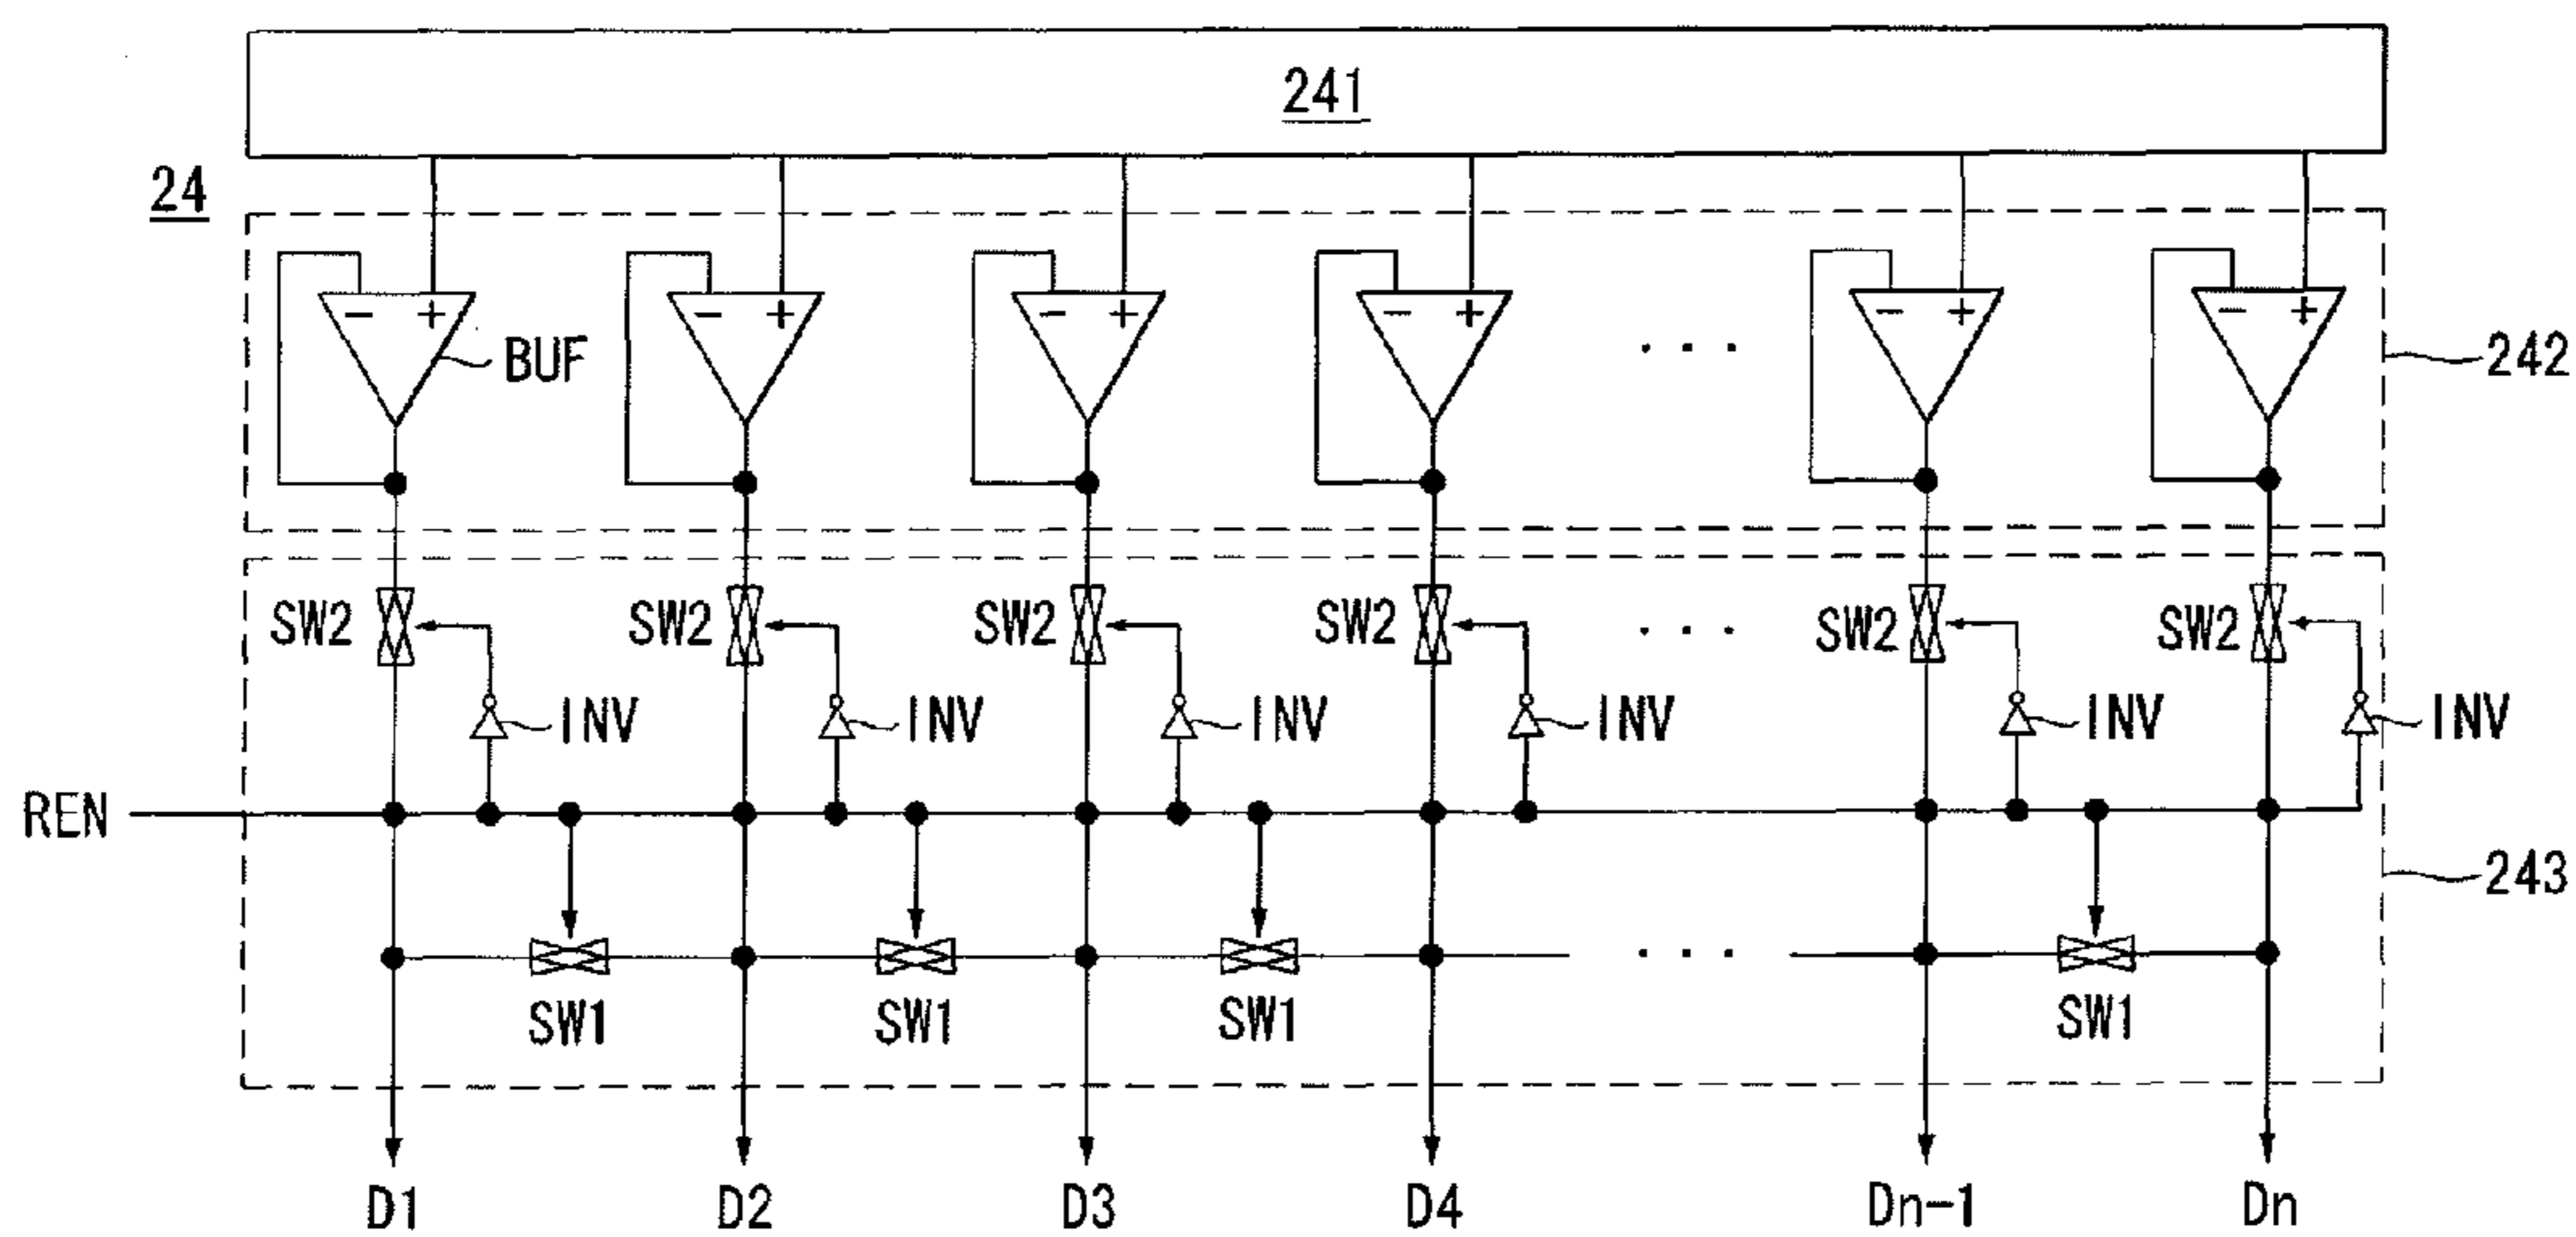 241
24
- + - + - + - + - + - +
BUF
. . .
242
SW2 SW2 SW2 SW2 . . . SW2 SW2
INV INV INV INV INV INV
REN
243
. . .
SW1 SW1 SW1 SW1
D1 D2 D3 D4 Dn-1 Dn